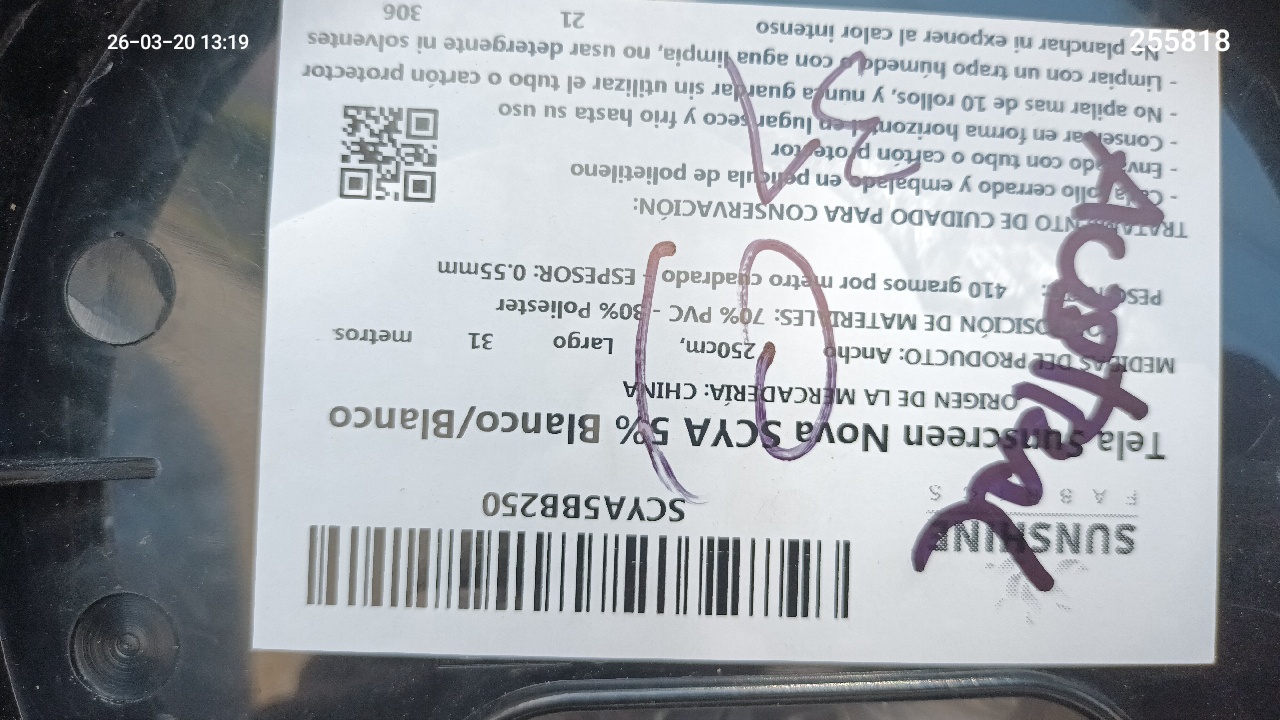 26-03-20 13:19
255818
SUNSHINE
FABRICS
SCYA5BB250
Tela Sunscreen Nova SCYA 5% Blanco/Blanco
ORIGEN DE LA MERCADERÍA: CHINA
MEDIDAS DEL PRODUCTO: Ancho 250cm, Largo 31 metros
COMPOSICIÓN DE MATERIALES: 70% PVC - 30% Poliester
PESO 410 gramos por metro cuadrado - ESPESOR: 0.55mm
TRATAMIENTO DE CUIDADO PARA CONSERVACIÓN:
- Cada rollo cerrado y embalado en película de polietileno
- Enviado con tubo o cartón protector
- Conservar en forma horizontal en lugar seco y frio hasta su uso
- No apilar mas de 10 rollos, y nunca guardar sin utilizar el tubo o cartón protector
- Limpiar con un trapo húmedo o con agua limpia, no usar detergente ni solventes
- No planchar ni exponer al calor intenso
21 306